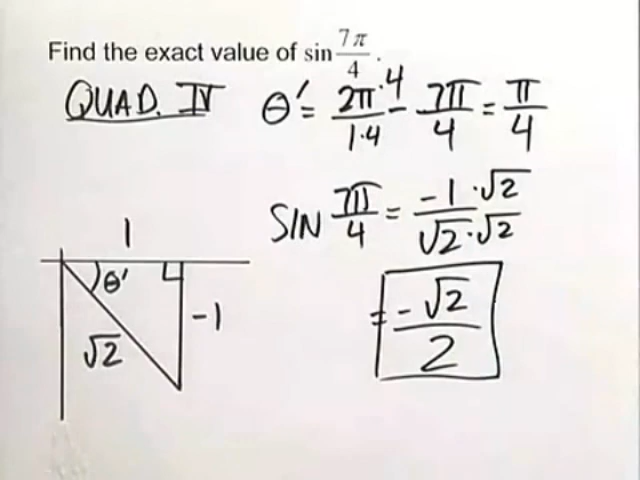 Find the exact value of sin 7π/4 .
QUAD. IV θ' = 2π·4/1·4 - 7π/4 = π/4
SIN 7π/4 = -1·√2/√2·√2
= -√2/2
1
θ'
-1
√2